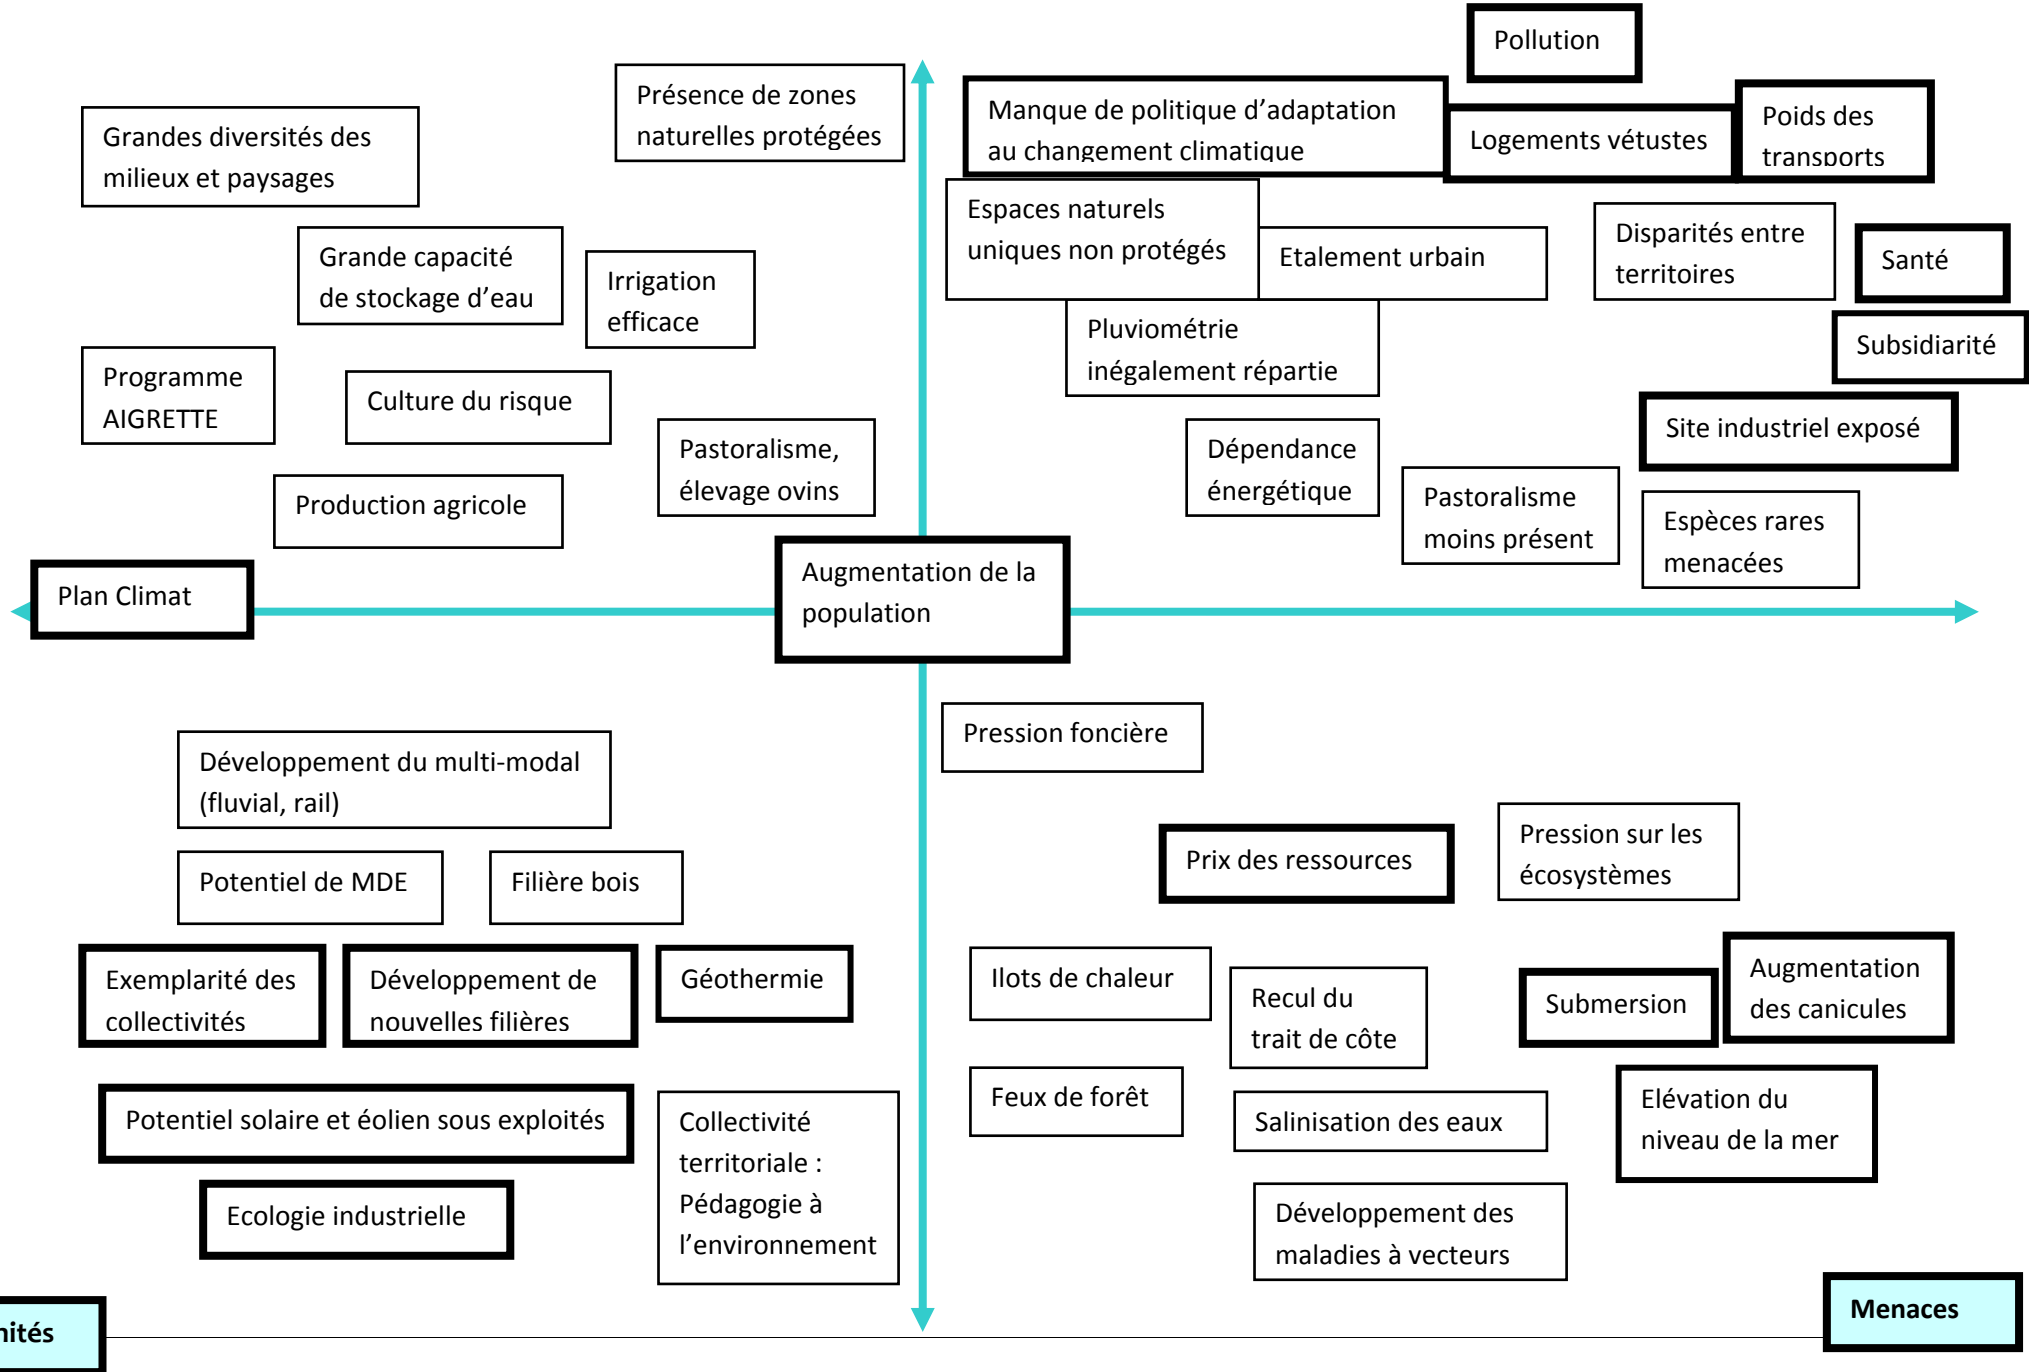 Pollution
Présence de zones
naturelles protégées
Manque de politique d’adaptation
au changement climatique
Logements vétustes
Poids des
transports
Grandes diversités des
milieux et paysages
Espaces naturels
uniques non protégés
Etalement urbain
Disparités entre
territoires
Santé
Grande capacité
de stockage d’eau
Irrigation
efficace
Pluviométrie
inégalement répartie
Subsidiarité
Programme
AIGRETTE
Culture du risque
Site industriel exposé
Pastoralisme,
élevage ovins
Dépendance
énergétique
Pastoralisme
moins présent
Production agricole
Espèces rares
menacées
Plan Climat
Augmentation de la
population
Pression foncière
Développement du multi-modal
(fluvial, rail)
Prix des ressources
Pression sur les
écosystèmes
Potentiel de MDE
Filière bois
Exemplarité des
collectivités
Développement de
nouvelles filières
Géothermie
Ilots de chaleur
Recul du
trait de côte
Submersion
Augmentation
des canicules
Feux de forêt
Salinisation des eaux
Elévation du
niveau de la mer
Potentiel solaire et éolien sous exploités
Collectivité
territoriale :
Pédagogie à
l’environnement
Ecologie industrielle
Développement des
maladies à vecteurs
Menaces
nités